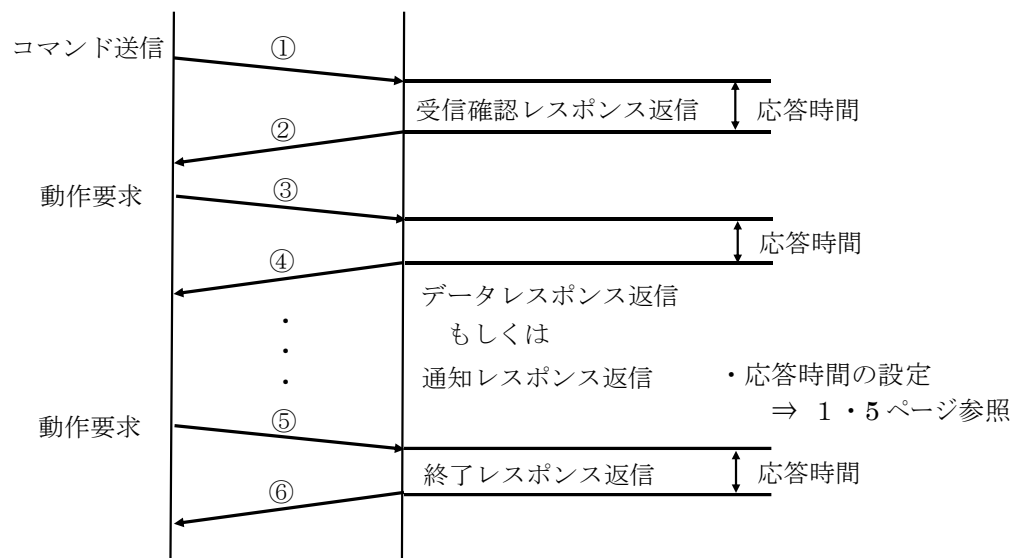 コマンド送信
①
受信確認レスポンス返信
応答時間
②
動作要求
③
応答時間
④
データレスポンス返信
もしくは
通知レスポンス返信
・
・
・
・応答時間の設定
⇒ 1・5ページ参照
動作要求
⑤
終了レスポンス返信
応答時間
⑥